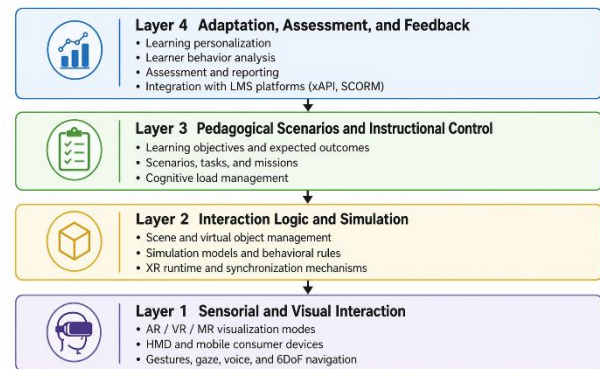 Layer 4 Adaptation, Assessment, and Feedback
• Learning personalization
• Learner behavior analysis
• Assessment and reporting
• Integration with LMS platforms (xAPI, SCORM)
Layer 3 Pedagogical Scenarios and Instructional Control
• Learning objectives and expected outcomes
• Scenarios, tasks, and missions
• Cognitive load management
Layer 2 Interaction Logic and Simulation
• Scene and virtual object management
• Simulation models and behavioral rules
• XR runtime and synchronization mechanisms
Layer 1 Sensorial and Visual Interaction
• AR / VR / MR visualization modes
• HMD and mobile consumer devices
• Gestures, gaze, voice, and 6DoF navigation